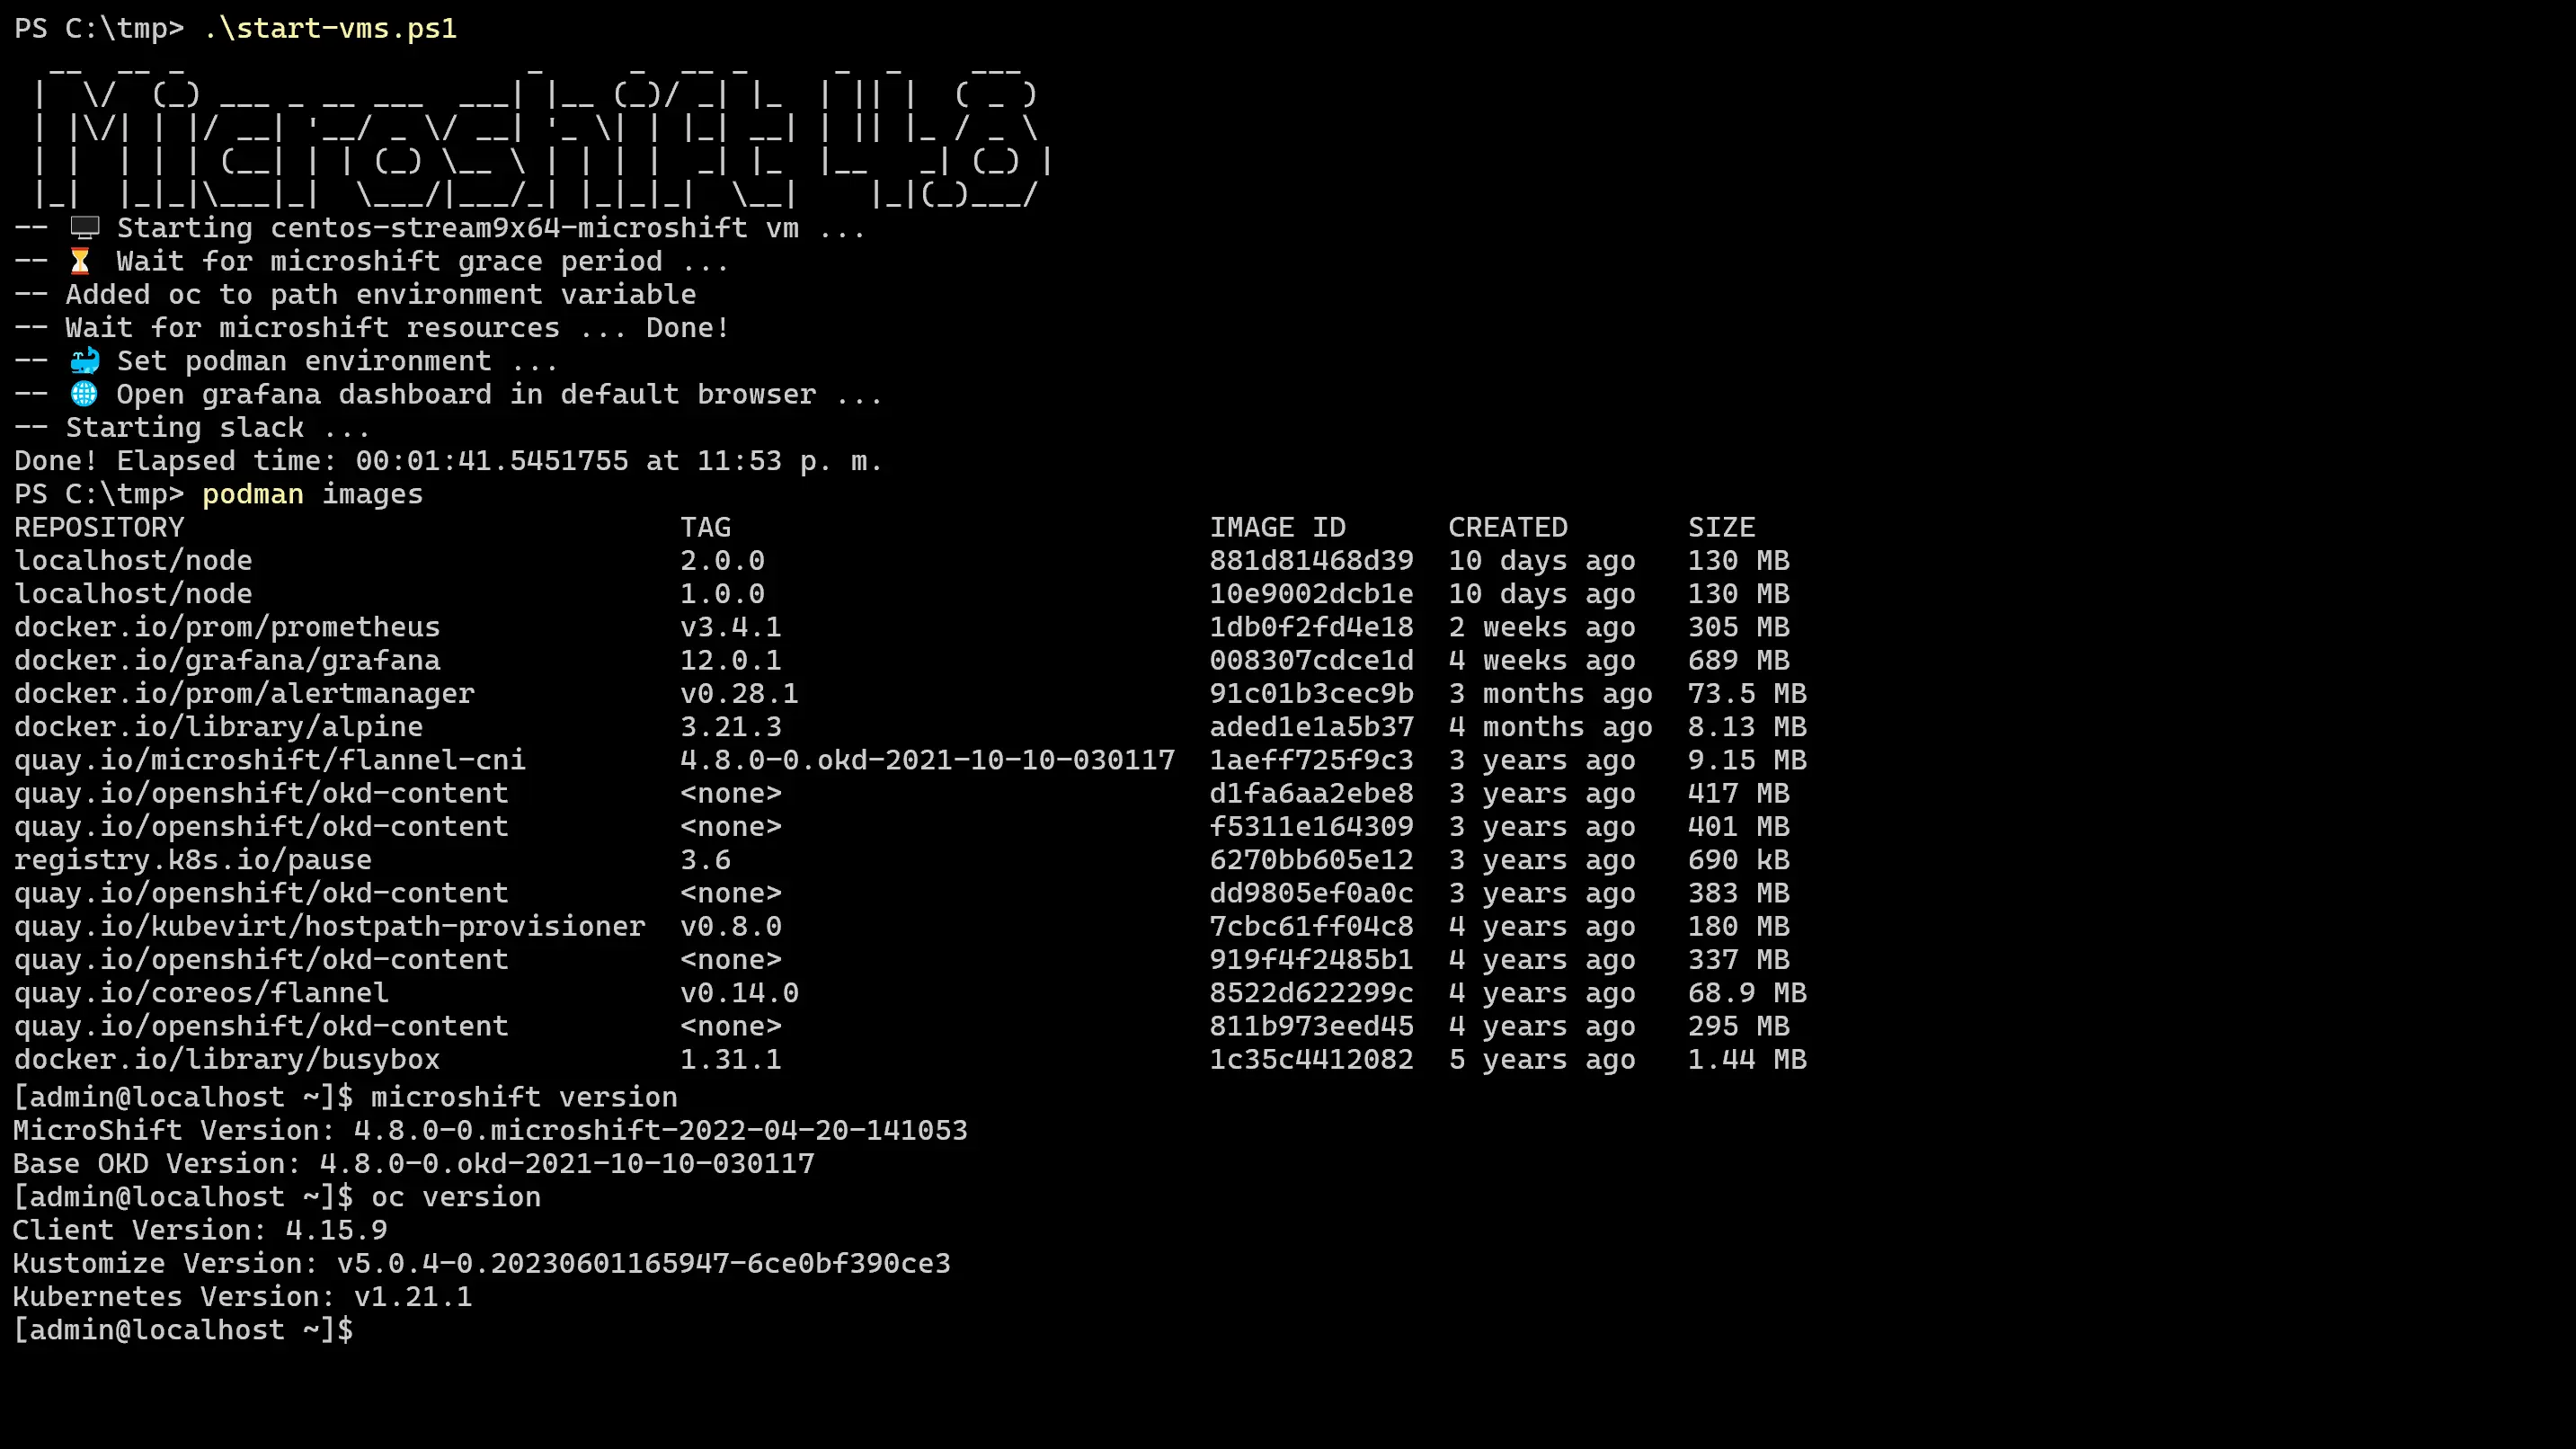 PS C:\tmp> .\start-vms.ps1
Microshift 4.8
-- 🖥️ Starting centos-stream9x64-microshift vm ...
-- ⏳ Wait for microshift grace period ...
-- Added oc to path environment variable
-- Wait for microshift resources ... Done!
-- 🐳 Set podman environment ...
-- 🌐 Open grafana dashboard in default browser ...
-- Starting slack ...
Done! Elapsed time: 00:01:41.5451755 at 11:53 p. m.
PS C:\tmp> podman images
REPOSITORY                             TAG                            IMAGE ID      CREATED       SIZE
localhost/node                         2.0.0                          881d81468d39  10 days ago   130 MB
localhost/node                         1.0.0                          10e9002dcb1e  10 days ago   130 MB
docker.io/prom/prometheus              v3.4.1                         1db0f2fd4e18  2 weeks ago   305 MB
docker.io/grafana/grafana              12.0.1                         008307cdce1d  4 weeks ago   689 MB
docker.io/prom/alertmanager            v0.28.1                        91c01b3cec9b  3 months ago  73.5 MB
docker.io/library/alpine               3.21.3                         aded1e1a5b37  4 months ago  8.13 MB
quay.io/microshift/flannel-cni         4.8.0-0.okd-2021-10-10-030117  1aeff725f9c3  3 years ago   9.15 MB
quay.io/openshift/okd-content          <none>                         d1fa6aa2ebe8  3 years ago   417 MB
quay.io/openshift/okd-content          <none>                         f5311e164309  3 years ago   401 MB
registry.k8s.io/pause                  3.6                            6270bb605e12  3 years ago   690 kB
quay.io/openshift/okd-content          <none>                         dd9805ef0a0c  3 years ago   383 MB
quay.io/kubevirt/hostpath-provisioner  v0.8.0                         7cbc61ff04c8  4 years ago   180 MB
quay.io/openshift/okd-content          <none>                         919f4f2485b1  4 years ago   337 MB
quay.io/coreos/flannel                 v0.14.0                        8522d622299c  4 years ago   68.9 MB
quay.io/openshift/okd-content          <none>                         811b973eed45  4 years ago   295 MB
docker.io/library/busybox              1.31.1                         1c35c4412082  5 years ago   1.44 MB
[admin@localhost ~]$ microshift version
MicroShift Version: 4.8.0-0.microshift-2022-04-20-141053
Base OKD Version: 4.8.0-0.okd-2021-10-10-030117
[admin@localhost ~]$ oc version
Client Version: 4.15.9
Kustomize Version: v5.0.4-0.20230601165947-6ce0bf390ce3
Kubernetes Version: v1.21.1
[admin@localhost ~]$